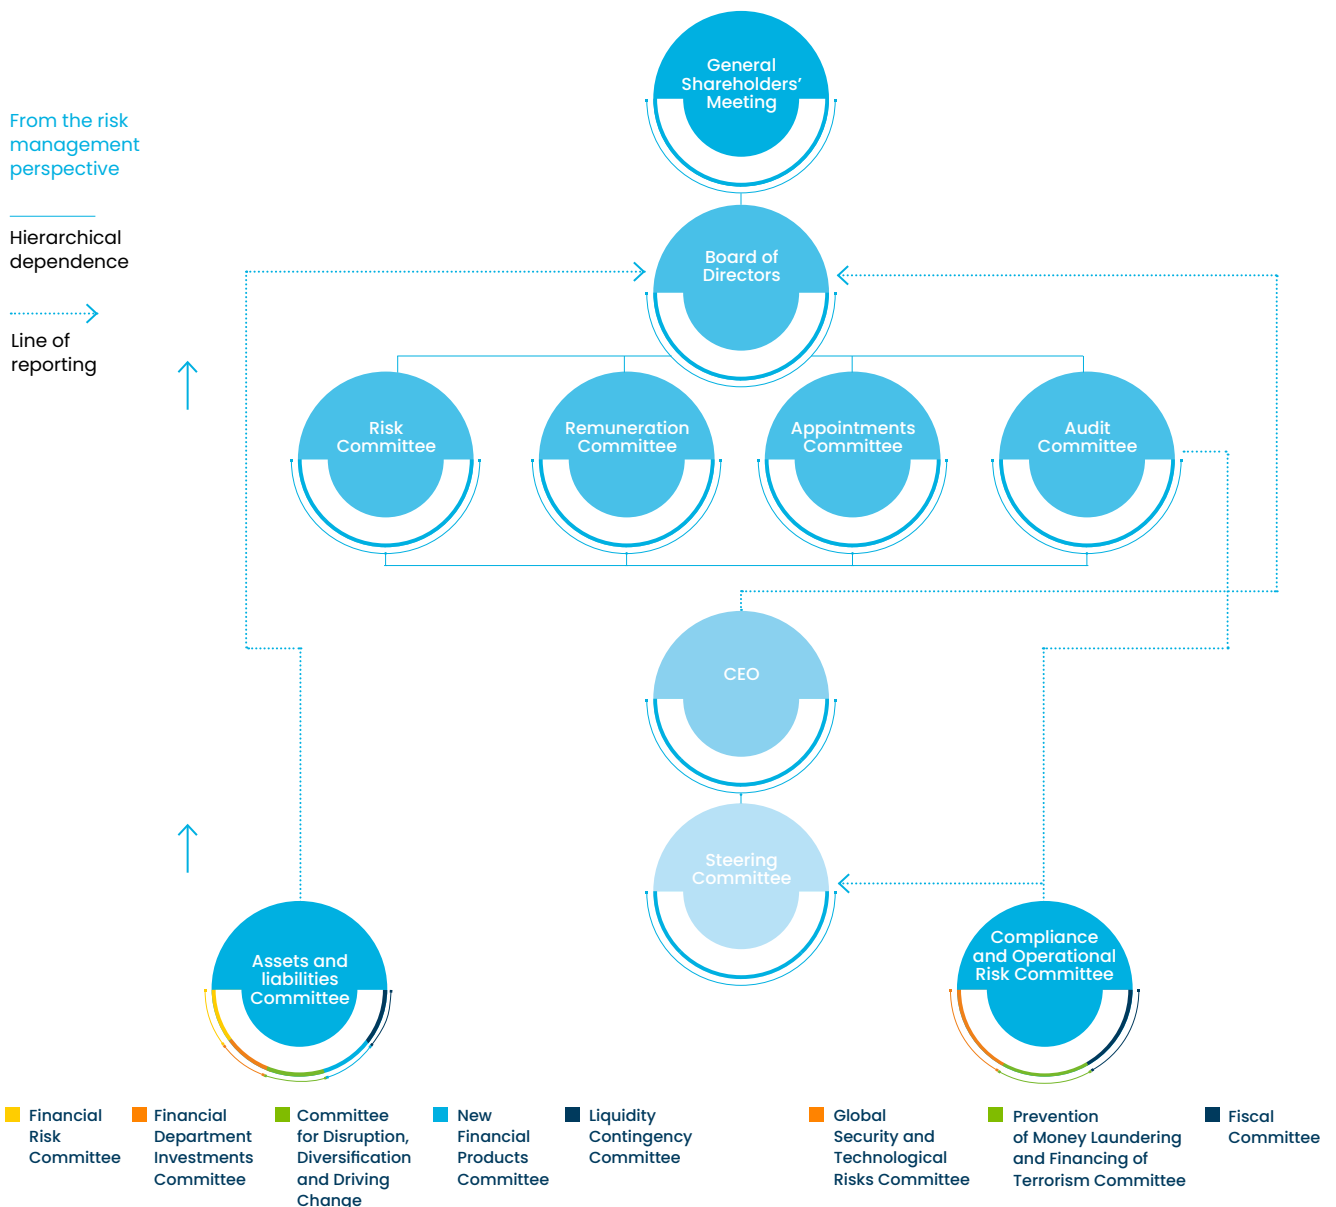 General
Shareholders’
Meeting
From the risk
management
perspective
Hierarchical
dependence
Line of
reporting
Board of
Directors
Risk
Committee
Remuneration
Committee
Appointments
Committee
Audit
Committee
CEO
Steering
Committee
Assets and
liabilities
Committee
Compliance
and Operational
Risk Committee
Financial
Risk
Committee
Financial
Department
Investments
Committee
Committee
for Disruption,
Diversification
and Driving
Change
New
Financial
Products
Committee
Liquidity
Contingency
Committee
Global
Security and
Technological
Risks Committee
Prevention
of Money Laundering
and Financing of
Terrorism Committee
Fiscal
Committee